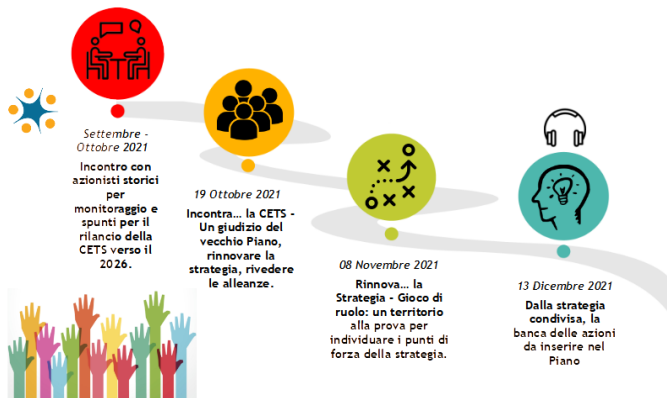 Settembre -
Ottobre 2021
Incontro con
azionisti storici
per
monitoraggio e
spunti per il
rilancio della
CETS verso il
2026.
19 Ottobre 2021
Incontra... la CETS -
Un giudizio del
vecchio Piano,
rinnovare la
strategia, rivedere
le alleanze.
08 Novembre 2021
Rinnova... la
Strategia - Gioco di
ruolo: un territorio
alla prova per
individuare i punti di
forza della strategia.
13 Dicembre 2021
Dalla strategia
condivisa, la
banca delle azioni
da inserire nel
Piano